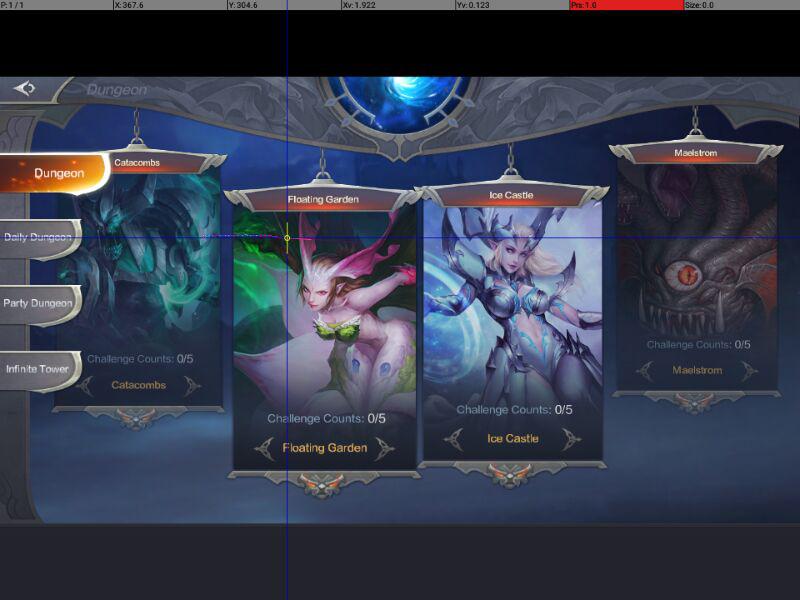 P: 1 / 1 X: 367.6 Y: 304.6 Xv: 1.922 Yv: 0.123 Prs: 1.0 Size: 0.0
Dungeon
Dungeon
Daily Dungeon
Party Dungeon
Infinite Tower
Catacombs
Challenge Counts: 0/5
Catacombs
Floating Garden
Challenge Counts: 0/5
Floating Garden
Ice Castle
Challenge Counts: 0/5
Ice Castle
Maelstrom
Challenge Counts: 0/5
Maelstrom